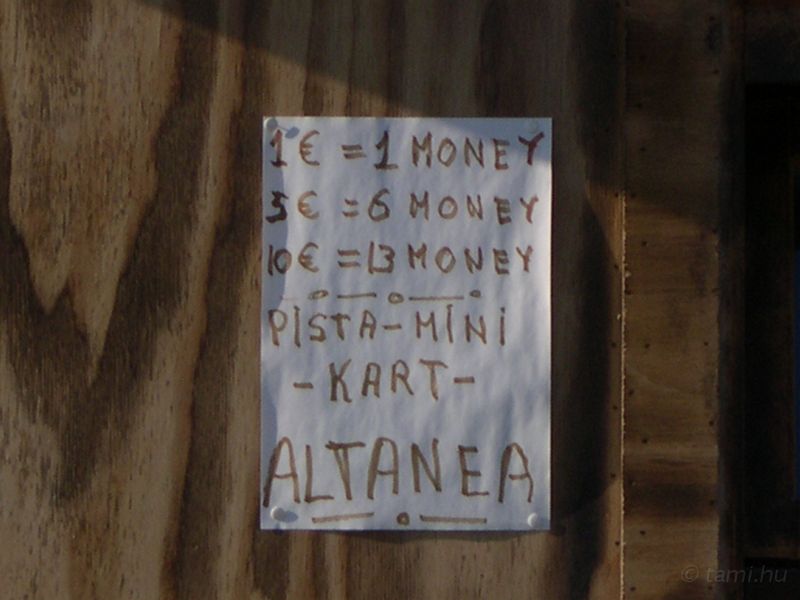 1€ = 1 MONEY
5€ = 6 MONEY
10€ = 13 MONEY
PISTA-MINI
-KART-
ALTANEA
© tami.hu